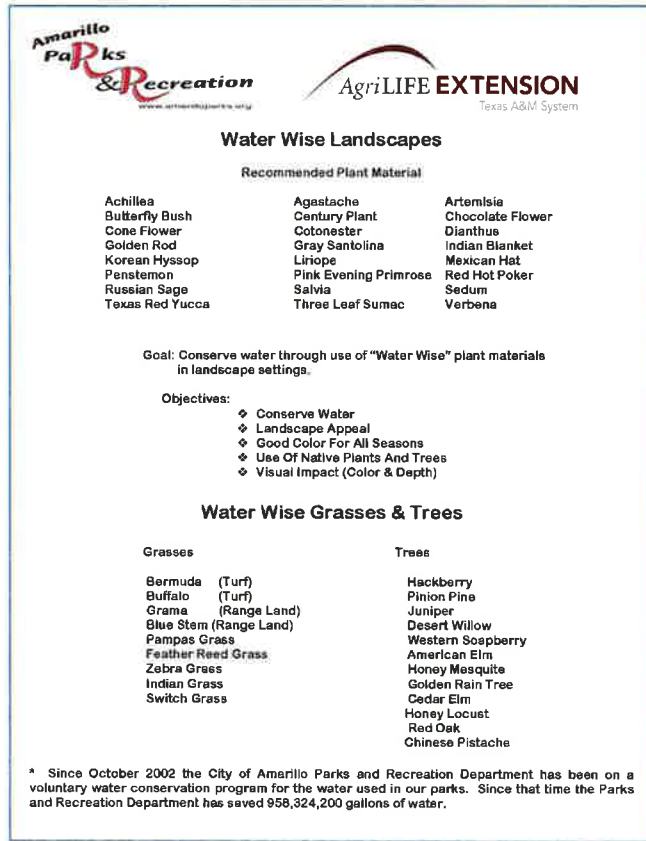 Amarillo
PaRks
&Recreation
www.amarilloparks.org
AgriLIFE EXTENSION
Texas A&M System
Water Wise Landscapes
Recommended Plant Material
Achillea Agastache Artemisia
Butterfly Bush Century Plant Chocolate Flower
Cone Flower Cotonester Dianthus
Golden Rod Gray Santolina Indian Blanket
Korean Hyssop Liriope Mexican Hat
Penstemon Pink Evening Primrose Red Hot Poker
Russian Sage Salvia Sedum
Texas Red Yucca Three Leaf Sumac Verbena
Goal: Conserve water through use of "Water Wise" plant materials
in landscape settings.
Objectives:
❖ Conserve Water
❖ Landscape Appeal
❖ Good Color For All Seasons
❖ Use Of Native Plants And Trees
❖ Visual Impact (Color & Depth)
Water Wise Grasses & Trees
Grasses Trees
Bermuda (Turf) Hackberry
Buffalo (Turf) Pinion Pine
Grama (Range Land) Juniper
Blue Stem (Range Land) Desert Willow
Pampas Grass Western Soapberry
Feather Reed Grass American Elm
Zebra Grass Honey Mesquite
Indian Grass Golden Rain Tree
Switch Grass Cedar Elm
Honey Locust
Red Oak
Chinese Pistache
* Since October 2002 the City of Amarillo Parks and Recreation Department has been on a
voluntary water conservation program for the water used in our parks. Since that time the Parks
and Recreation Department has saved 958,324,200 gallons of water.